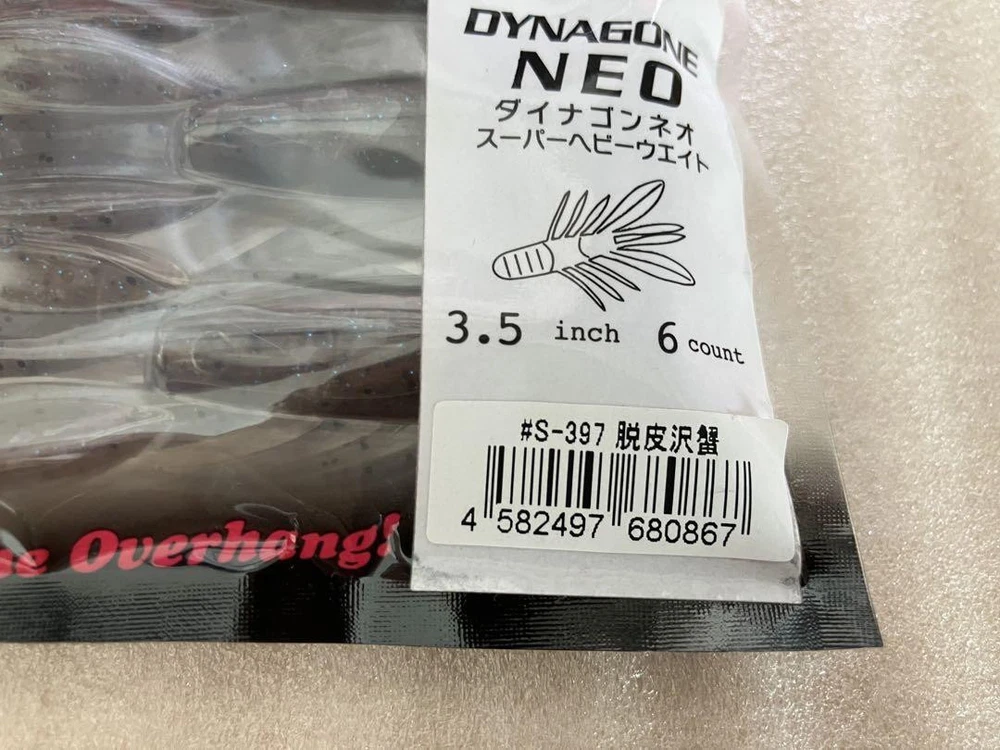 DYNAGONE
NEO
ダイナゴンネオ
スーパーヘビーウエイト
3.5 inch 6 count
#S-397 脱皮沢蟹
4 582497 680867
Overhang!